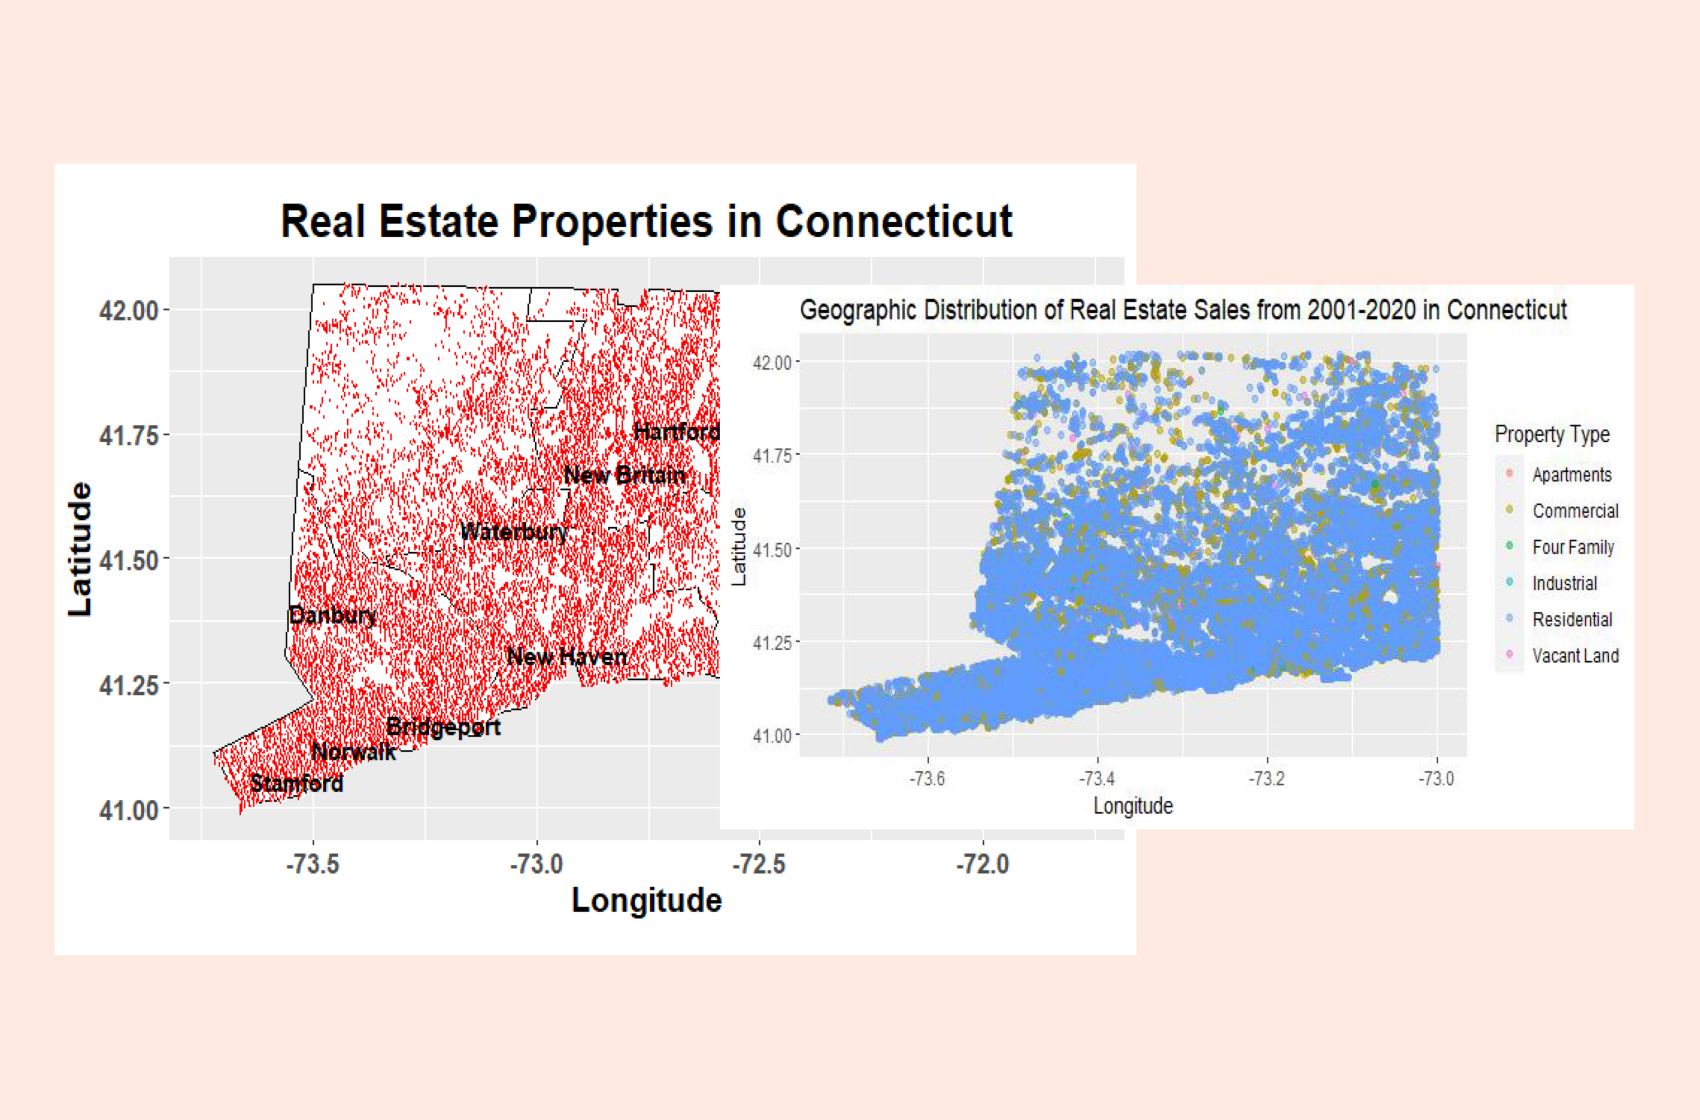 Real Estate Properties in Connecticut
Latitude
42.00
41.75
41.50
41.25
41.00
Hartford
New Britain
Waterbury
Danbury
New Haven
Bridgeport
Norwalk
Stamford
-73.5
-73.0
-72.5
-72.0
Longitude
Geographic Distribution of Real Estate Sales from 2001-2020 in Connecticut
Latitude
42.00
41.75
41.50
41.25
41.00
-73.6
-73.4
-73.2
-73.0
Longitude
Property Type
Apartments
Commercial
Four Family
Industrial
Residential
Vacant Land